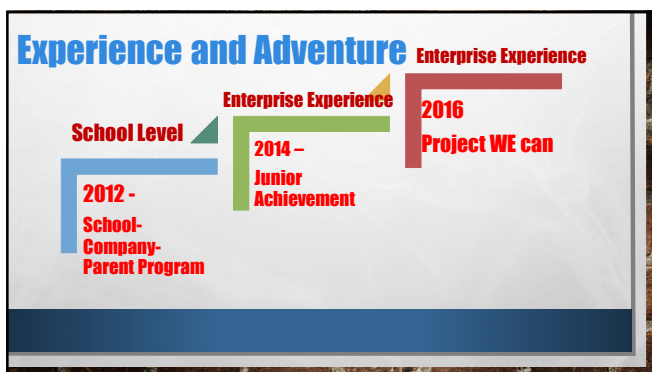 Experience and Adventure
School Level
2012 -
School-
Company-
Parent Program
Enterprise Experience
2014 –
Junior
Achievement
Enterprise Experience
2016
Project WE can